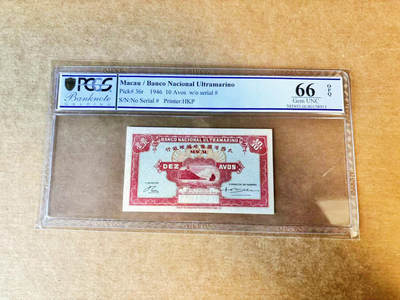 PCGS
Banknote
Macau / Banco Nacional Ultramarino
Pick# 36r 1946 10 Avos w/o serial #
S/N:No Serial # Printer:HKP
66
OPQ
Gem UNC
BANCO NACIONAL ULTRAMARINO
MACAU
DEZ AVOS